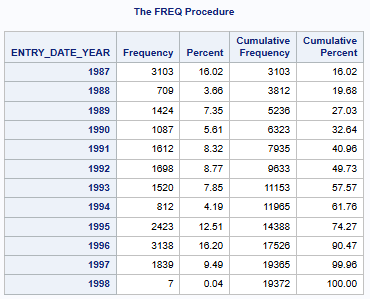 The FREQ Procedure
ENTRY_DATE_YEAR Frequency Percent Cumulative Frequency Cumulative Percent
1987 3103 16.02 3103 16.02
1988 709 3.66 3812 19.68
1989 1424 7.35 5236 27.03
1990 1087 5.61 6323 32.64
1991 1612 8.32 7935 40.96
1992 1698 8.77 9633 49.73
1993 1520 7.85 11153 57.57
1994 812 4.19 11965 61.76
1995 2423 12.51 14388 74.27
1996 3138 16.20 17526 90.47
1997 1839 9.49 19365 99.96
1998 7 0.04 19372 100.00